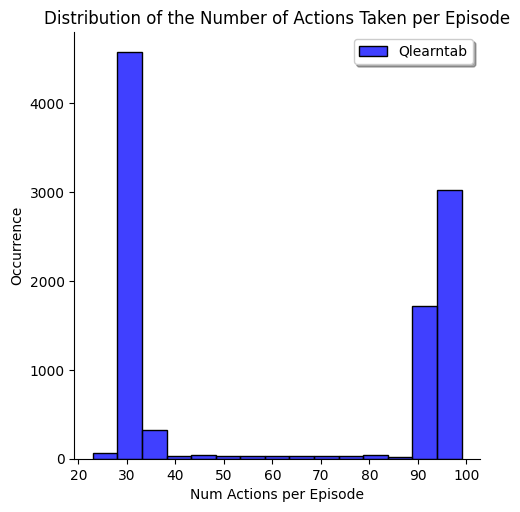 Distribution of the Number of Actions Taken per Episode
Qlearntab
4000
3000
2000
1000
0
Occurrence
20 30 40 50 60 70 80 90 100
Num Actions per Episode